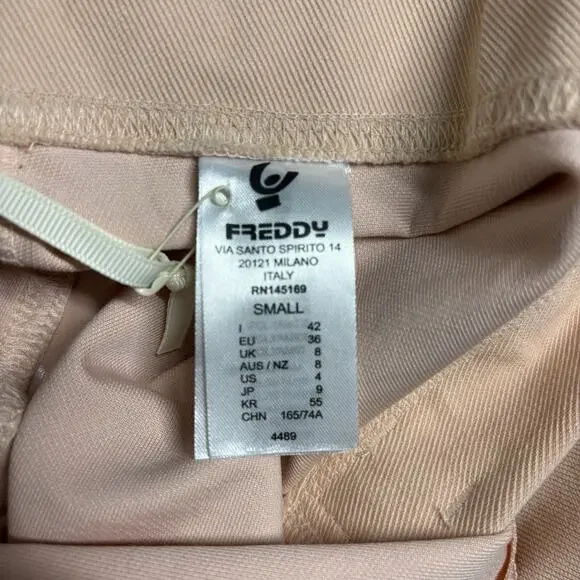 FREDDY
VIA SANTO SPIRITO 14
20121 MILANO
ITALY
RN145169
SMALL
I 42
EU 36
UK 8
AUS / NZ 8
US 4
JP 9
KR 55
CHN 165/74A
4489